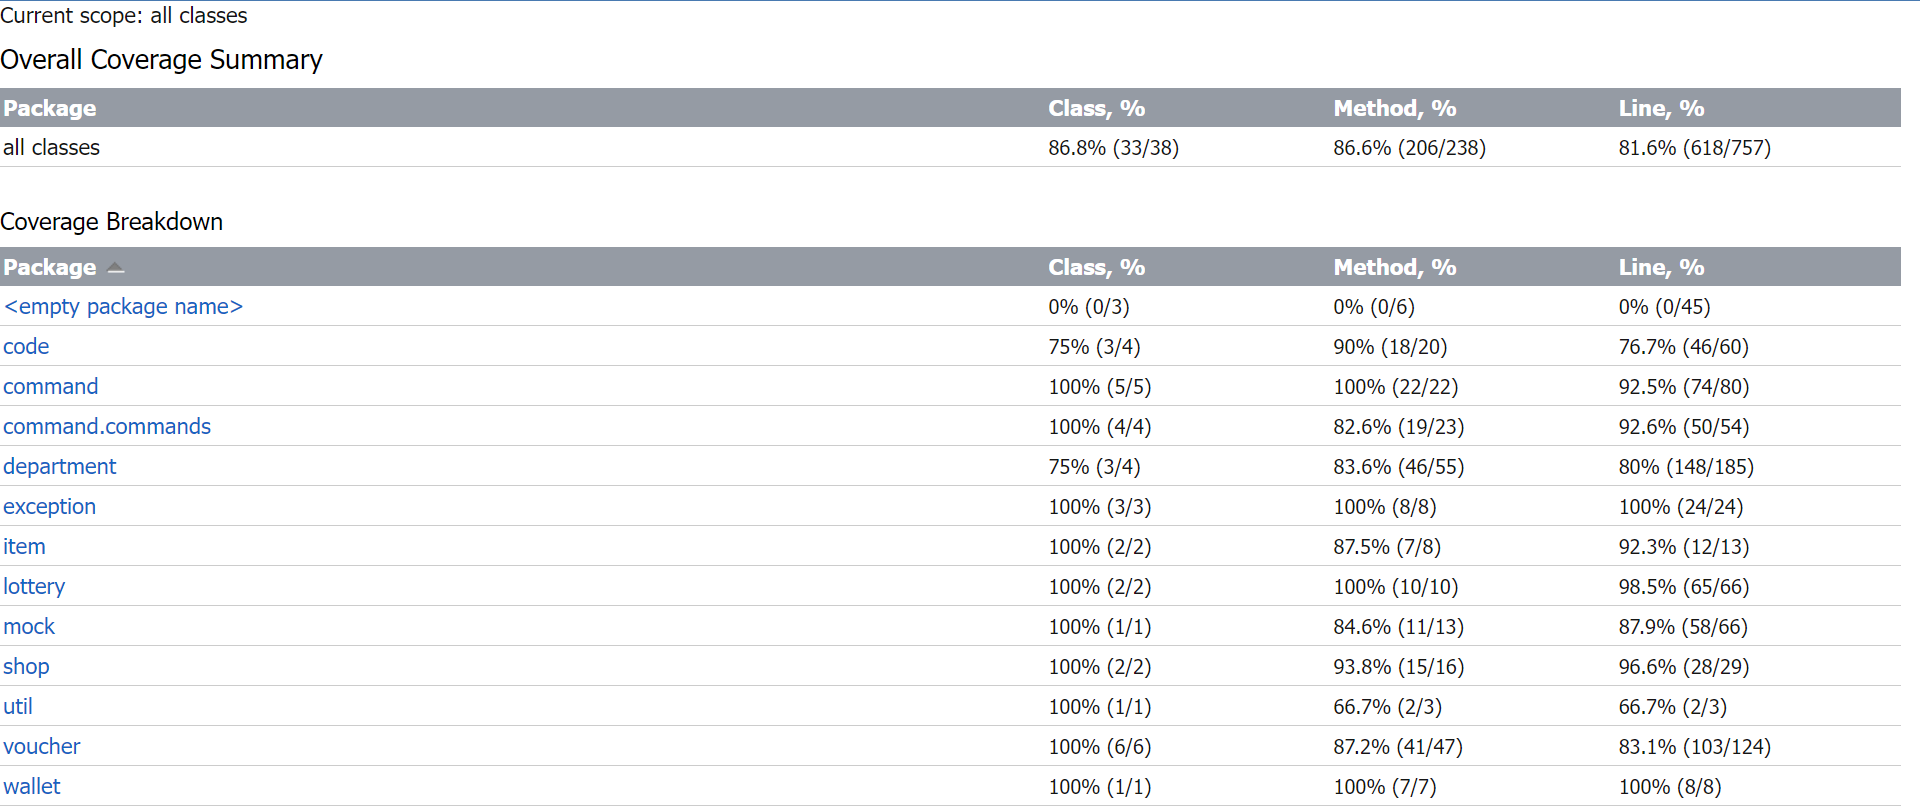 Current scope: all classes
Overall Coverage Summary
Package Class, % Method, % Line, %
all classes 86.8% (33/38) 86.6% (206/238) 81.6% (618/757)
Coverage Breakdown
Package Class, % Method, % Line, %
<empty package name> 0% (0/3) 0% (0/6) 0% (0/45)
code 75% (3/4) 90% (18/20) 76.7% (46/60)
command 100% (5/5) 100% (22/22) 92.5% (74/80)
command.commands 100% (4/4) 82.6% (19/23) 92.6% (50/54)
department 75% (3/4) 83.6% (46/55) 80% (148/185)
exception 100% (3/3) 100% (8/8) 100% (24/24)
item 100% (2/2) 87.5% (7/8) 92.3% (12/13)
lottery 100% (2/2) 100% (10/10) 98.5% (65/66)
mock 100% (1/1) 84.6% (11/13) 87.9% (58/66)
shop 100% (2/2) 93.8% (15/16) 96.6% (28/29)
util 100% (1/1) 66.7% (2/3) 66.7% (2/3)
voucher 100% (6/6) 87.2% (41/47) 83.1% (103/124)
wallet 100% (1/1) 100% (7/7) 100% (8/8)